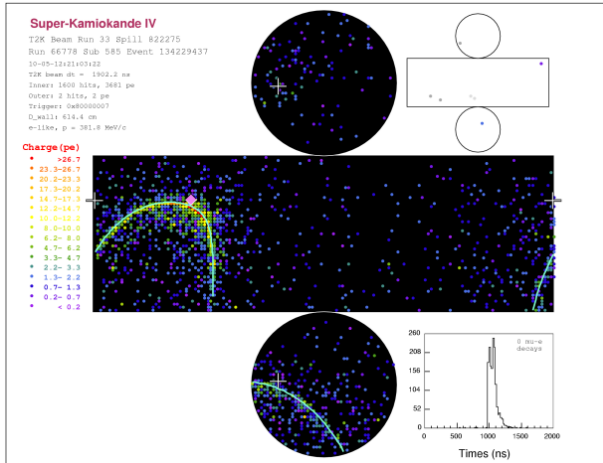 Super-Kamiokande IV
T2K Beam Run 33 Spill 822275
Run 66778 Sub 585 Event 134229437
10-05-12:21:03:22
T2K beam dt = 1902.2 ns
Inner: 1600 hits, 3681 pe
Outer: 2 hits, 2 pe
Trigger: 0x80000007
D_wall: 614.4 cm
e-like, p = 381.8 MeV/c
Charge(pe)
>26.7
23.3-26.7
20.2-23.3
17.3-20.2
14.7-17.3
12.2-14.7
10.0-12.2
8.0-10.0
6.2- 8.0
4.7- 6.2
3.3- 4.7
2.2- 3.3
1.3- 2.2
0.7- 1.3
0.2- 0.7
< 0.2
0 mu-e
decays
260
208
156
104
52
0
0 500 1000 1500 2000
Times (ns)